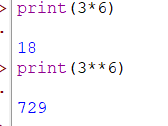 > print(3*6)
.
18
> print(3**6)
.
729
.